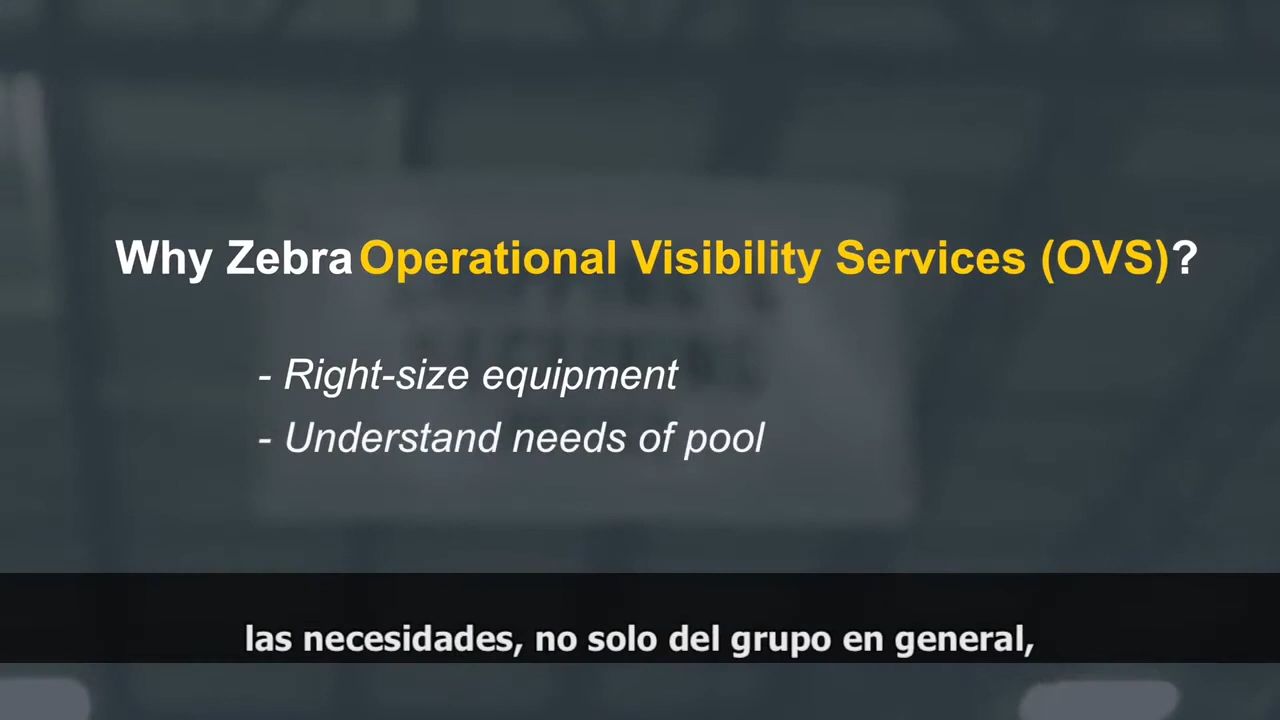 Why Zebra Operational Visibility Services (OVS)?
- Right-size equipment
- Understand needs of pool
las necesidades, no solo del grupo en general,